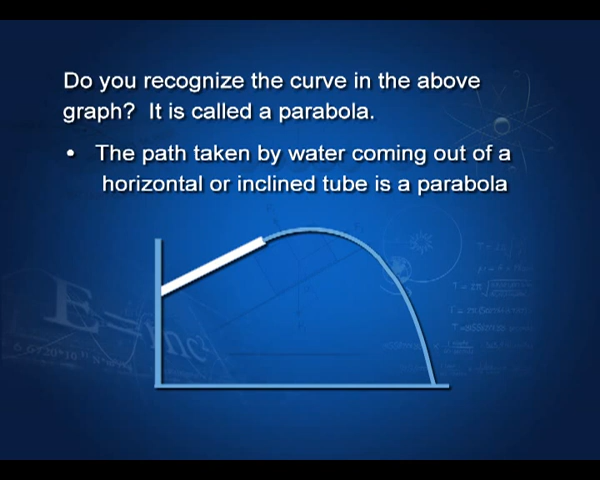 Do you recognize the curve in the above
graph? It is called a parabola.
• The path taken by water coming out of a
horizontal or inclined tube is a parabola
E=mc²